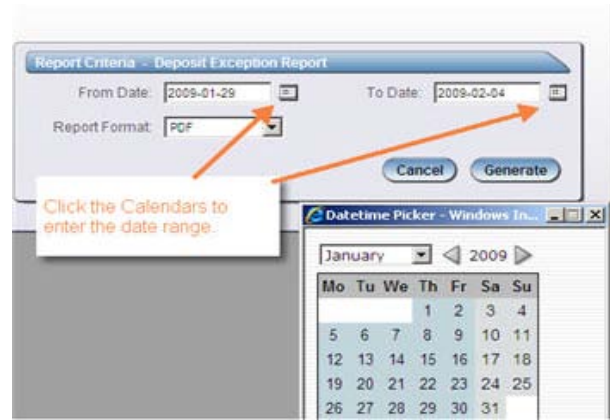 Report Criteria - Deposit Exception Report
From Date: 2009-01-29 To Date: 2009-02-04
Report Format: PDF
Cancel Generate
Click the Calendars to
enter the date range.
Datetime Picker - Windows In...
January 2009
Mo Tu We Th Fr Sa Su
1 2 3 4
5 6 7 8 9 10 11
12 13 14 15 16 17 18
19 20 21 22 23 24 25
26 27 28 29 30 31